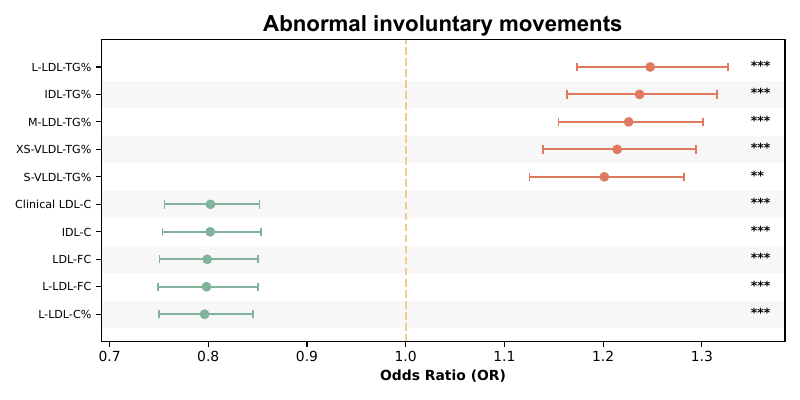 Abnormal involuntary movements
L-LDL-TG% ***
IDL-TG% ***
M-LDL-TG% ***
XS-VLDL-TG% ***
S-VLDL-TG% **
Clinical LDL-C ***
IDL-C ***
LDL-FC ***
L-LDL-FC ***
L-LDL-C% ***
0.7 0.8 0.9 1.0 1.1 1.2 1.3
Odds Ratio (OR)